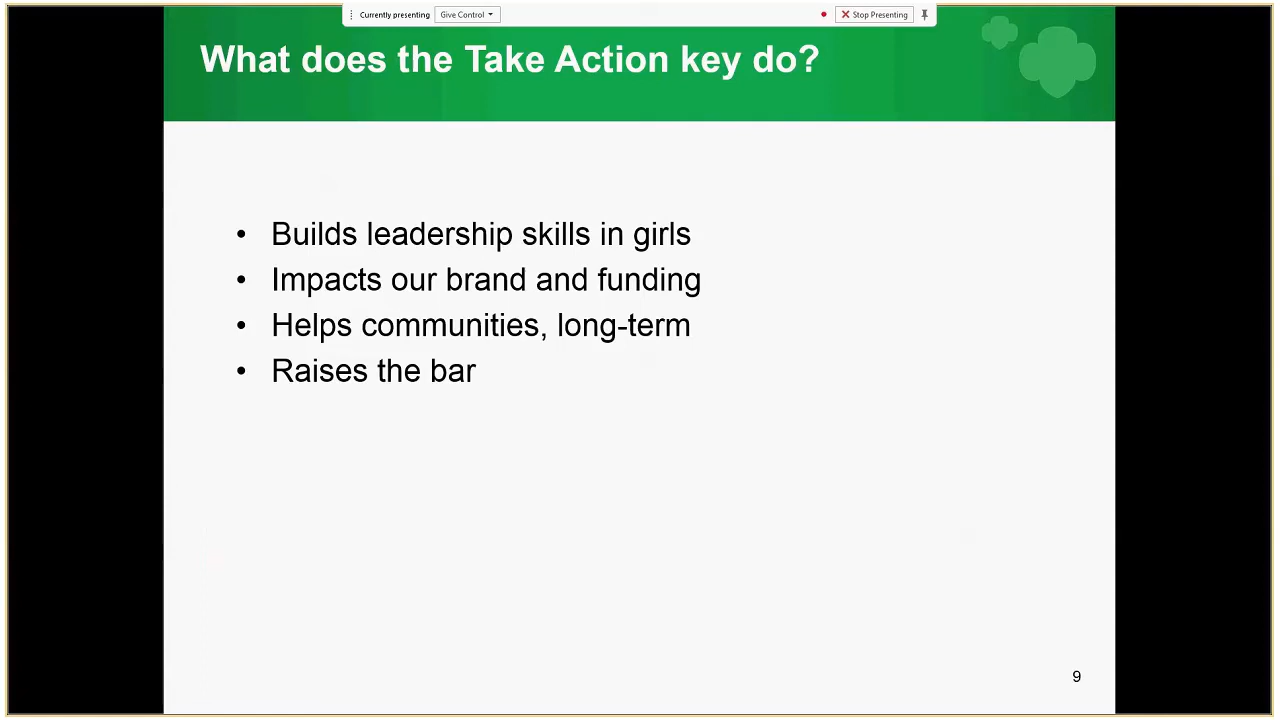 Currently presenting Give Control Stop Presenting
What does the Take Action key do?
• Builds leadership skills in girls
• Impacts our brand and funding
• Helps communities, long-term
• Raises the bar
9